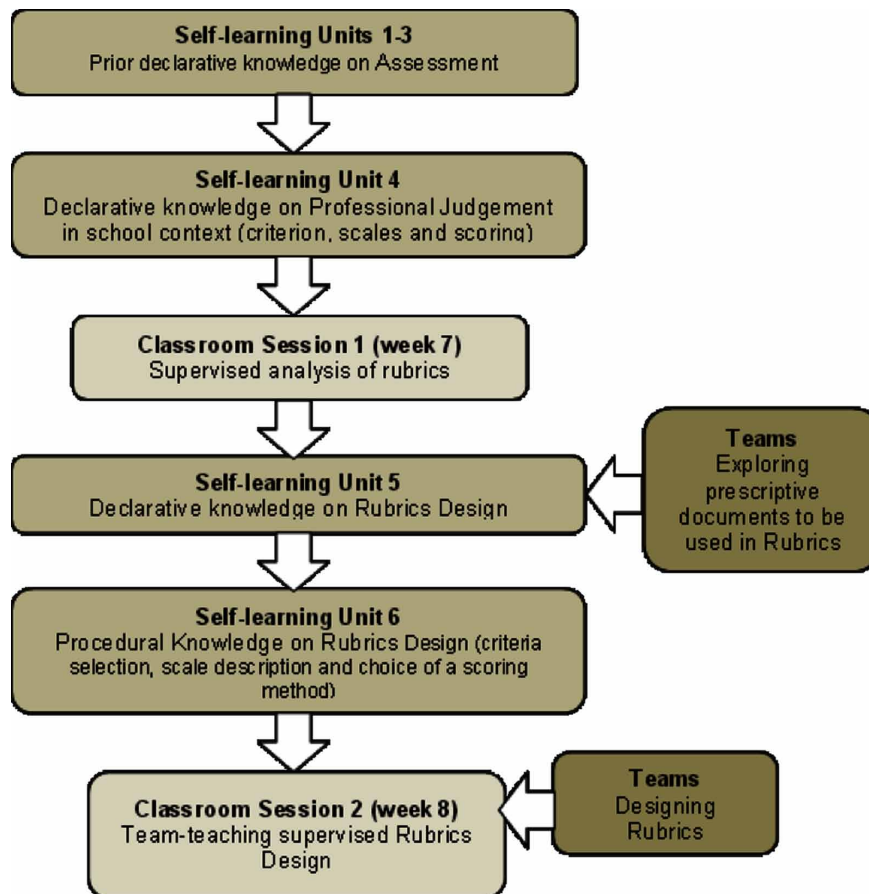 Self-learning Units 1-3
Prior declarative knowledge on Assessment
Self-learning Unit 4
Declarative knowledge on Professional Judgement
in school context (criterion, scales and scoring)
Classroom Session 1 (week 7)
Supervised analysis of rubrics
Self-learning Unit 5
Declarative knowledge on Rubrics Design
Teams
Exploring
prescriptive
documents to be
used in Rubrics
Self-learning Unit 6
Procedural Knowledge on Rubrics Design (criteria
selection, scale description and choice of a scoring
method)
Classroom Session 2 (week 8)
Team-teaching supervised Rubrics
Design
Teams
Designing
Rubrics